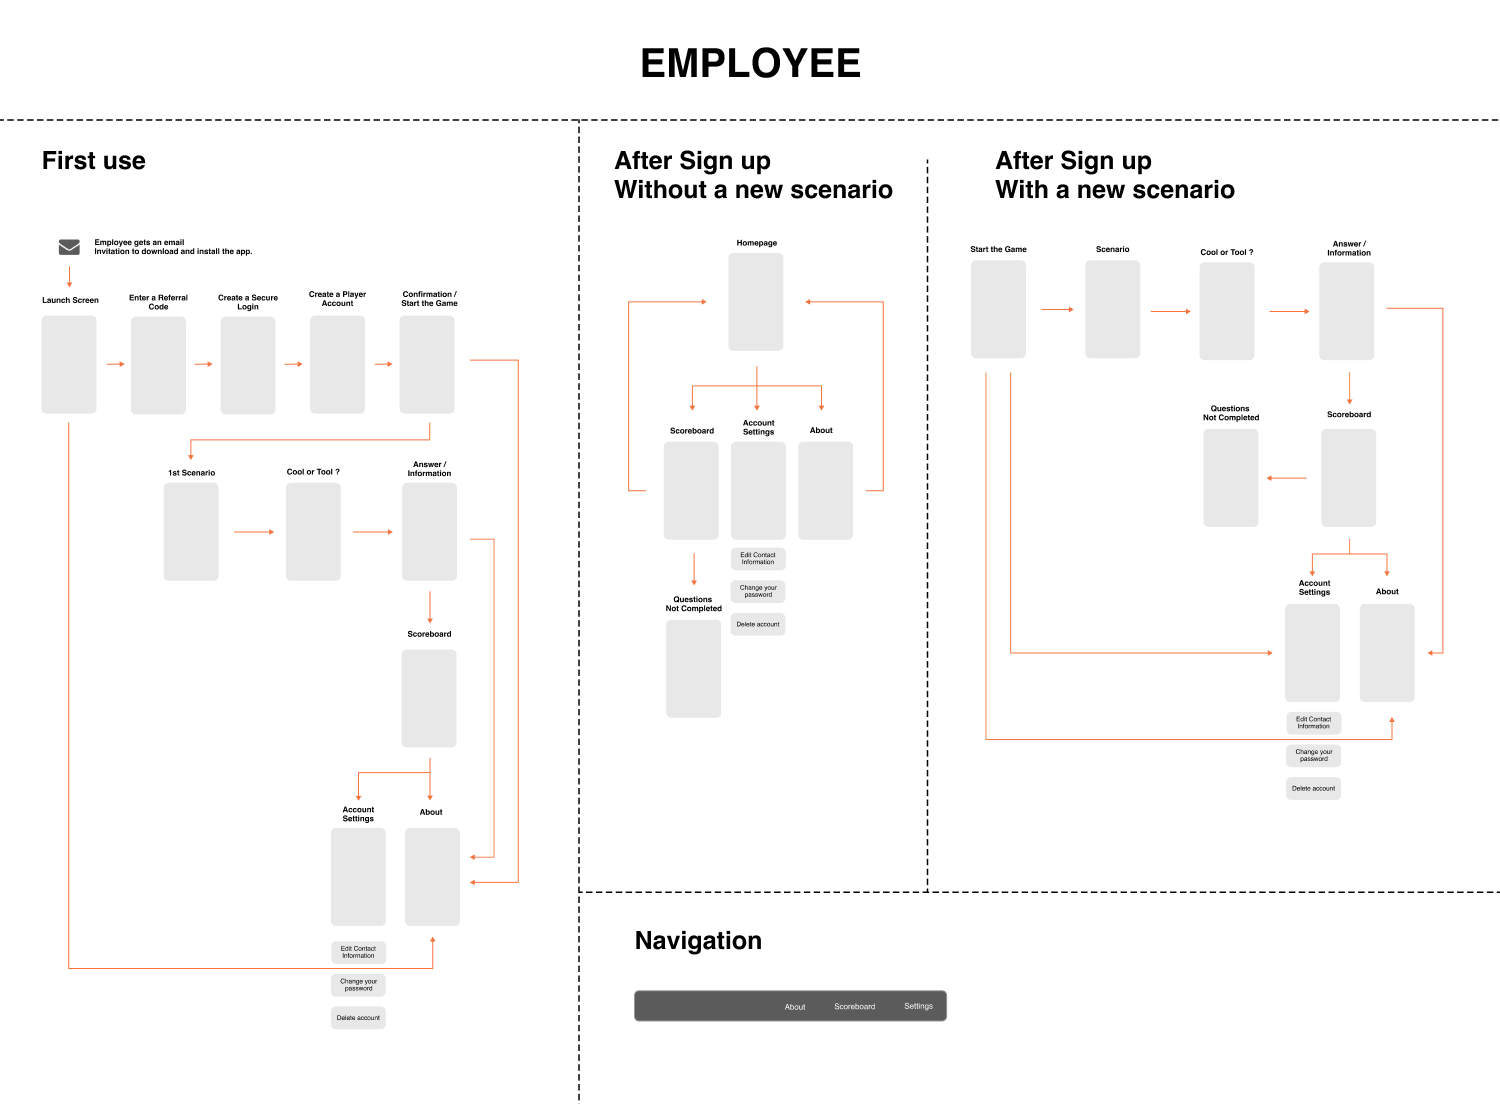 EMPLOYEE
First use
Employee gets an email
Invitation to download and install the app.
Launch Screen
Enter a Referral
Code
Create a Secure
Login
Create a Player
Account
Confirmation /
Start the Game
1st Scenario
Cool or Tool ?
Answer /
Information
Scoreboard
Account
Settings
About
Edit Contact
Information
Change your
password
Delete account
After Sign up
Without a new scenario
Homepage
Scoreboard
Account
Settings
About
Edit Contact
Information
Change your
password
Delete account
Questions
Not Completed
After Sign up
With a new scenario
Start the Game
Scenario
Cool or Tool ?
Answer /
Information
Questions
Not Completed
Scoreboard
Account
Settings
About
Edit Contact
Information
Change your
password
Delete account
Navigation
About Scoreboard Settings